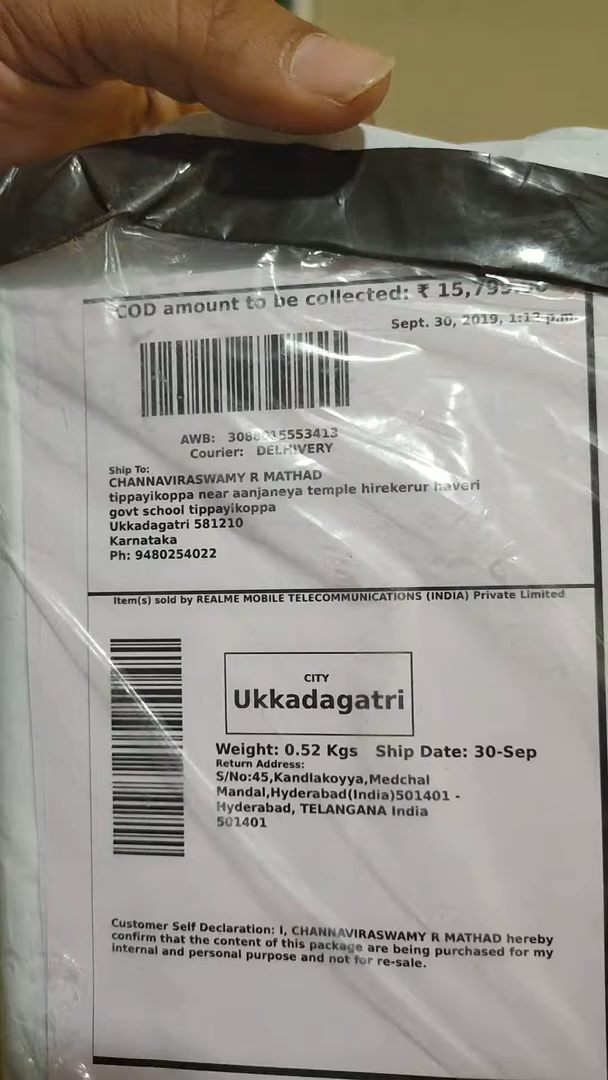 COD amount to be collected: ₹ 15,799.
Sept. 30, 2019, 1:13 p.m.
AWB:
Courier: DELHIVERY
Ship To:
CHANNAVIRASWAMY R MATHAD
tippayikoppa near aanjaneya temple hirekerur haveri
govt school tippayikoppa
Ukkadagatri 581210
Karnataka
Ph: 9480254022
Item(s) sold by REALME MOBILE TELECOMMUNICATIONS (INDIA) Private Limited
CITY
Ukkadagatri
Weight: 0.52 Kgs Ship Date: 30-Sep
Return Address:
S/No:45,Kandlakoyya,Medchal
Mandal,Hyderabad(India)501401 -
Hyderabad, TELANGANA India
501401
Customer Self Declaration: I, CHANNAVIRASWAMY R MATHAD hereby
confirm that the content of this package are being purchased for my
internal and personal purpose and not for re-sale.